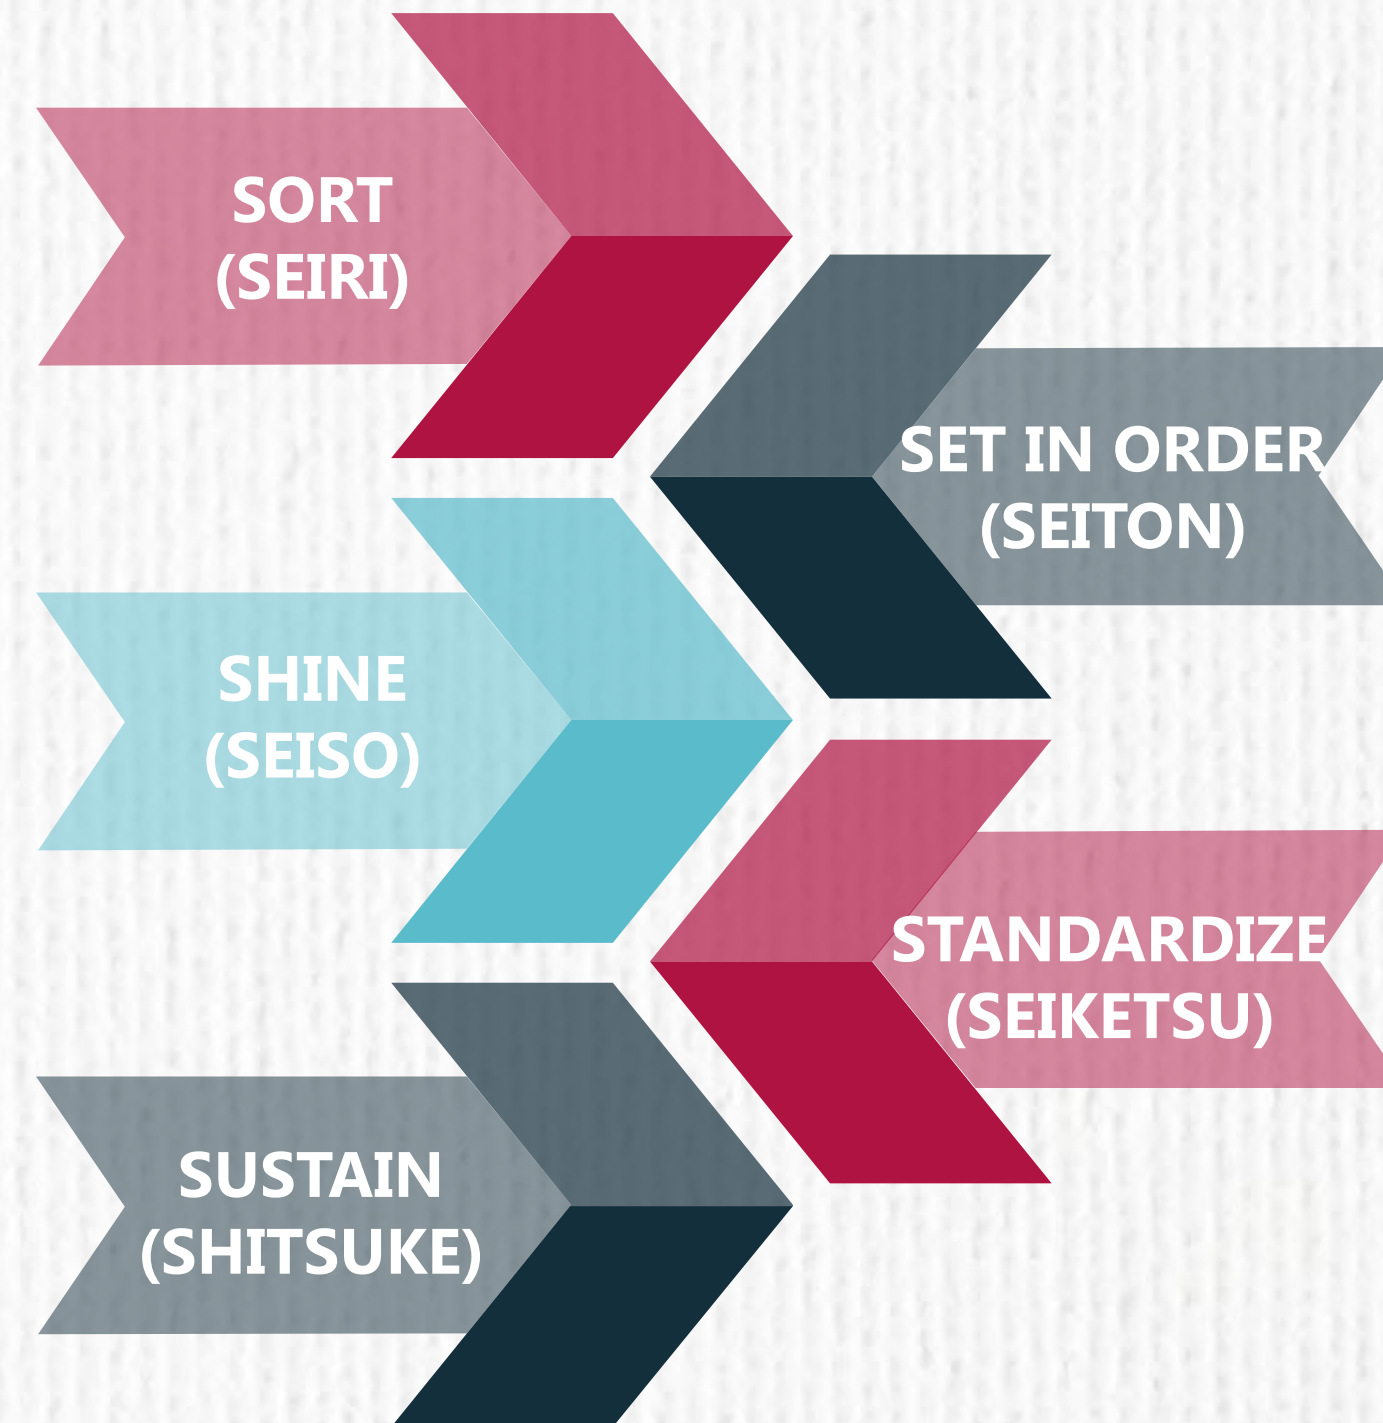 SORT
(SEIRI)
SET IN ORDER
(SEITON)
SHINE
(SEISO)
STANDARDIZE
(SEIKETSU)
SUSTAIN
(SHITSUKE)